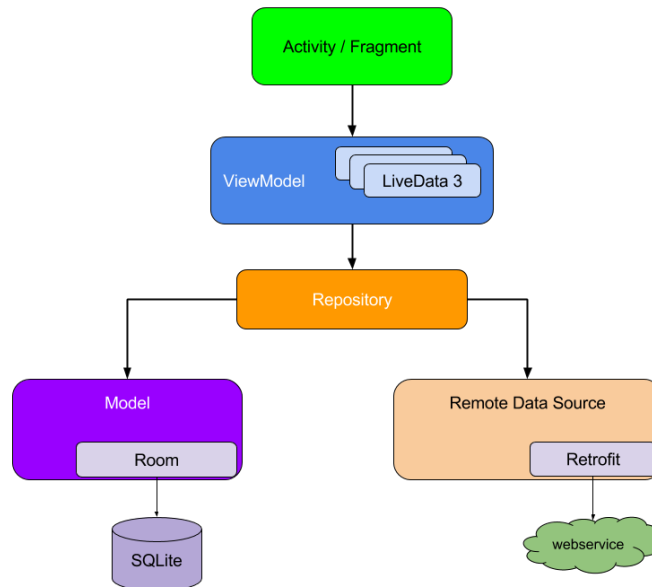 Activity / Fragment
ViewModel
LiveData 3
Repository
Model
Remote Data Source
Room
Retrofit
SQLite
webservice